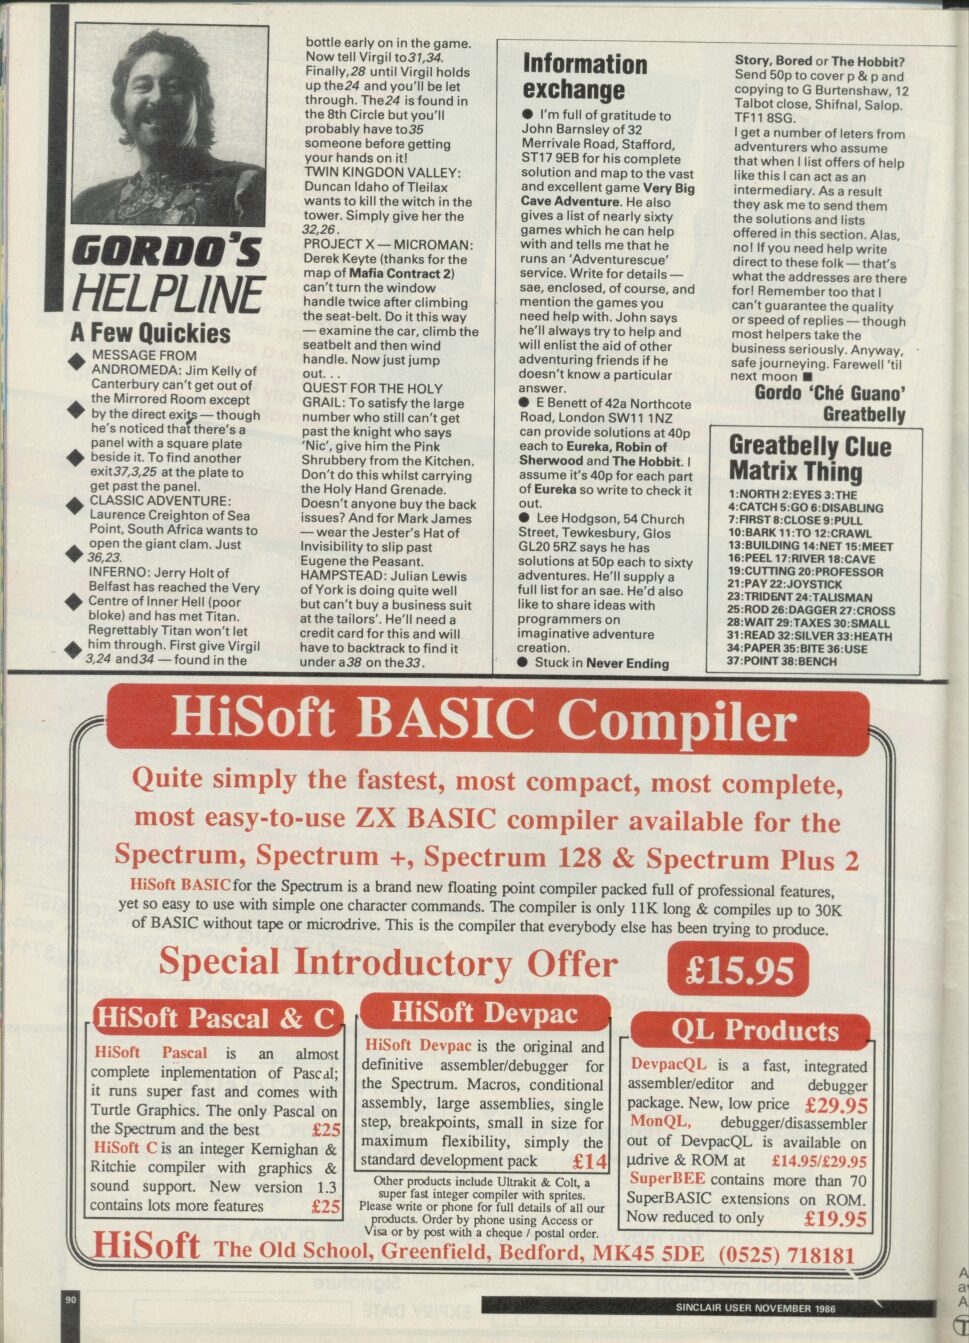 GORDO'S
HELPLINE
A Few Quickies
MESSAGE FROM
ANDROMEDA: Jim Kelly of
Canterbury can't get out of
the Mirrored Room except
by the direct exits — though
he's noticed that there's a
panel with a square plate
beside it. To find another
exit 37,3,25 at the plate to
get past the panel.
CLASSIC ADVENTURE:
Laurence Creighton of Sea
Point, South Africa wants to
open the giant clam. Just
36,23.
INFERNO: Jerry Holt of
Belfast has reached the Very
Centre of Inner Hell (poor
bloke) and has met Titan.
Regrettably Titan won't let
him through. First give Virgil
3,24 and 34 — found in the
bottle early on in the game.
Now tell Virgil to 31,34.
Finally, 28 until Virgil holds
up the 24 and you'll be let
through. The 24 is found in
the 8th Circle but you'll
probably have to 35
someone before getting
your hands on it!
TWIN KINGDON VALLEY:
Duncan Idaho of Tleilax
wants to kill the witch in the
tower. Simply give her the
32,26.
PROJECT X — MICROMAN:
Derek Keyte (thanks for the
map of Mafia Contract 2)
can't turn the window
handle twice after climbing
the seat-belt. Do it this way
— examine the car, climb the
seatbelt and then wind
handle. Now just jump
out. . .
QUEST FOR THE HOLY
GRAIL: To satisfy the large
number who still can't get
past the knight who says
'Nic', give him the Pink
Shrubbery from the Kitchen.
Don't do this whilst carrying
the Holy Hand Grenade.
Doesn't anyone buy the back
issues? And for Mark James
— wear the Jester's Hat of
Invisibility to slip past
Eugene the Peasant.
HAMPSTEAD: Julian Lewis
of York is doing quite well
but can't buy a business suit
at the tailors'. He'll need a
credit card for this and will
have to backtrack to find it
under a 38 on the 33.
Information
exchange
● I'm full of gratitude to
John Barnsley of 32
Merrivale Road, Stafford,
ST17 9EB for his complete
solution and map to the vast
and excellent game Very Big
Cave Adventure. He also
gives a list of nearly sixty
games which he can help
with and tells me that he
runs an 'Adventurescue'
service. Write for details —
sae, enclosed, of course, and
mention the games you
need help with. John says
he'll always try to help and
will enlist the aid of other
adventuring friends if he
doesn't know a particular
answer.
● E Benett of 42a Northcote
Road, London SW11 1NZ
can provide solutions at 40p
each to Eureka, Robin of
Sherwood and The Hobbit. I
assume it's 40p for each part
of Eureka so write to check it
out.
● Lee Hodgson, 54 Church
Street, Tewkesbury, Glos
GL20 5RZ says he has
solutions at 50p each to sixty
adventures. He'll supply a
full list for an sae. He'd also
like to share ideas with
programmers on
imaginative adventure
creation.
● Stuck in Never Ending
Story, Bored or The Hobbit?
Send 50p to cover p & p and
copying to G Burtenshaw, 12
Talbot close, Shifnal, Salop.
TF11 8SG.
I get a number of leters from
adventurers who assume
that when I list offers of help
like this I can act as an
intermediary. As a result
they ask me to send them
the solutions and lists
offered in this section. Alas,
no! If you need help write
direct to these folk — that's
what the addresses are there
for! Remember too that I
can't guarantee the quality
or speed of replies — though
most helpers take the
business seriously. Anyway,
safe journeying. Farewell 'til
next moon ■
Gordo 'Ché Guano'
Greatbelly
Greatbelly Clue
Matrix Thing
1:NORTH 2:EYES 3:THE
4:CATCH 5:GO 6:DISABLING
7:FIRST 8:CLOSE 9:PULL
10:BARK 11:TO 12:CRAWL
13:BUILDING 14:NET 15:MEET
16:PEEL 17:RIVER 18:CAVE
19:CUTTING 20:PROFESSOR
21:PAY 22:JOYSTICK
23:TRIDENT 24:TALISMAN
25:ROD 26:DAGGER 27:CROSS
28:WAIT 29:TAXES 30:SMALL
31:READ 32:SILVER 33:HEATH
34:PAPER 35:BITE 36:USE
37:POINT 38:BENCH
HiSoft BASIC Compiler
Quite simply the fastest, most compact, most complete,
most easy-to-use ZX BASIC compiler available for the
Spectrum, Spectrum +, Spectrum 128 & Spectrum Plus 2
HiSoft BASIC for the Spectrum is a brand new floating point compiler packed full of professional features,
yet so easy to use with simple one character commands. The compiler is only 11K long & compiles up to 30K
of BASIC without tape or microdrive. This is the compiler that everybody else has been trying to produce.
Special Introductory Offer £15.95
HiSoft Pascal & C
HiSoft Pascal is an almost
complete inplementation of Pascal;
it runs super fast and comes with
Turtle Graphics. The only Pascal on
the Spectrum and the best £25
HiSoft C is an integer Kernighan &
Ritchie compiler with graphics &
sound support. New version 1.3
contains lots more features £25
HiSoft Devpac
HiSoft Devpac is the original and
definitive assembler/debugger for
the Spectrum. Macros, conditional
assembly, large assemblies, single
step, breakpoints, small in size for
maximum flexibility, simply the
standard development pack £14
Other products include Ultrakit & Colt, a
super fast integer compiler with sprites.
Please write or phone for full details of all our
products. Order by phone using Access or
Visa or by post with a cheque / postal order.
QL Products
DevpacQL is a fast, integrated
assembler/editor and debugger
package. New, low price £29.95
MonQL, debugger/disassembler
out of DevpacQL is available on
µdrive & ROM at £14.95/£29.95
SuperBEE contains more than 70
SuperBASIC extensions on ROM.
Now reduced to only £19.95
HiSoft The Old School, Greenfield, Bedford, MK45 5DE (0525) 718181
90
SINCLAIR USER NOVEMBER 1986